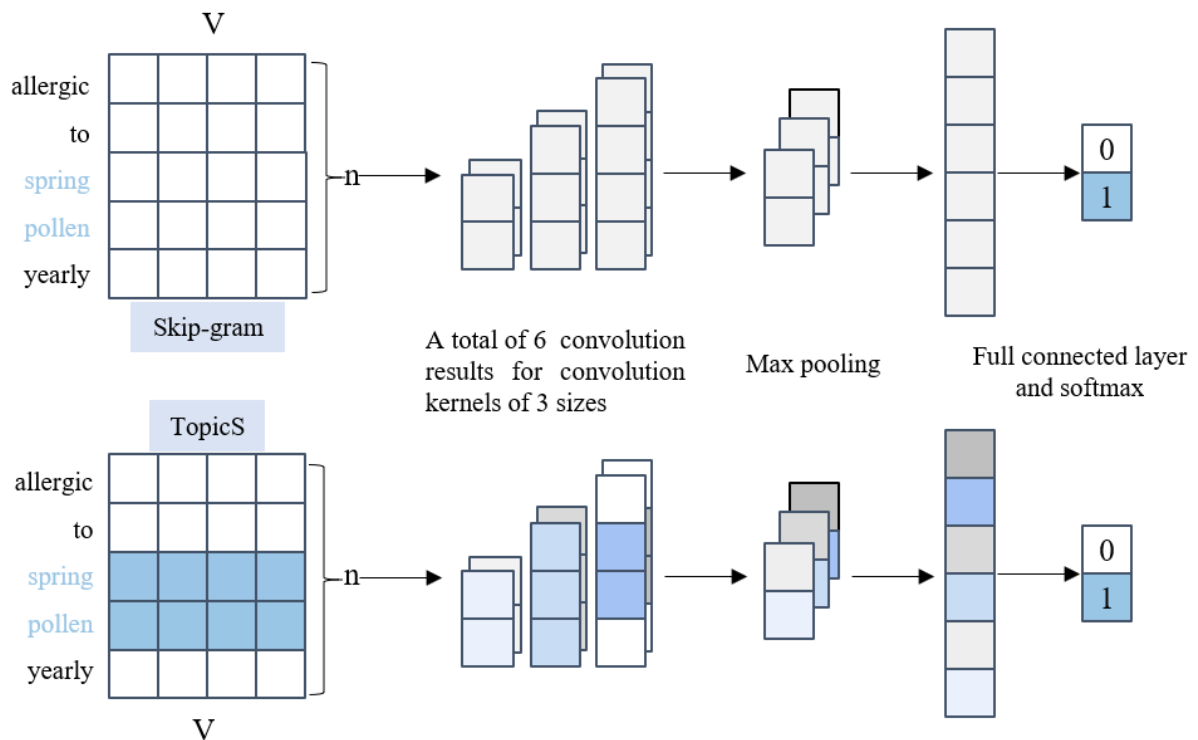 V
allergic
to
spring
pollen
yearly
n
Skip-gram
A total of 6 convolution
results for convolution
kernels of 3 sizes
Max pooling
Full connected layer
and softmax
0
1
TopicS
allergic
to
spring
pollen
yearly
n
V
0
1